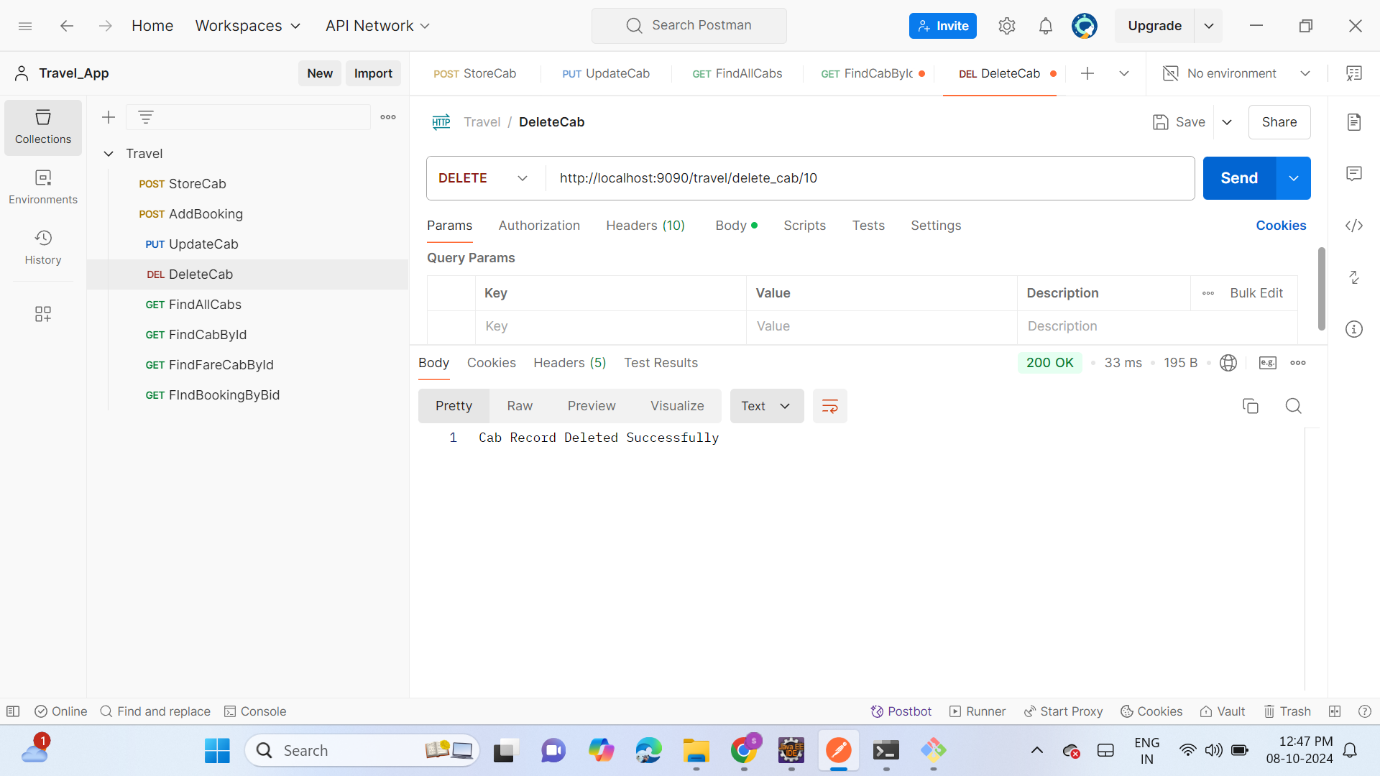 Home Workspaces API Network Search Postman Invite Upgrade
Travel_App New Import POST StoreCab PUT UpdateCab GET FindAllCabs GET FindCabByIc DEL DeleteCab No environment
Collections
Environments
History
Travel
POST StoreCab
POST AddBooking
PUT UpdateCab
DEL DeleteCab
GET FindAllCabs
GET FindCabById
GET FindFareCabById
GET FIndBookingByBid
HTTP Travel / DeleteCab Save Share
DELETE http://localhost:9090/travel/delete_cab/10 Send
Params Authorization Headers (10) Body Scripts Tests Settings Cookies
Query Params
Key Value Description Bulk Edit
Key Value Description
Body Cookies Headers (5) Test Results 200 OK 33 ms 195 B e.g.
Pretty Raw Preview Visualize Text
1 Cab Record Deleted Successfully
Online Find and replace Console Postbot Runner Start Proxy Cookies Vault Trash
1 Search Java EE IDE ENG 12:47 PM
IN 08-10-2024